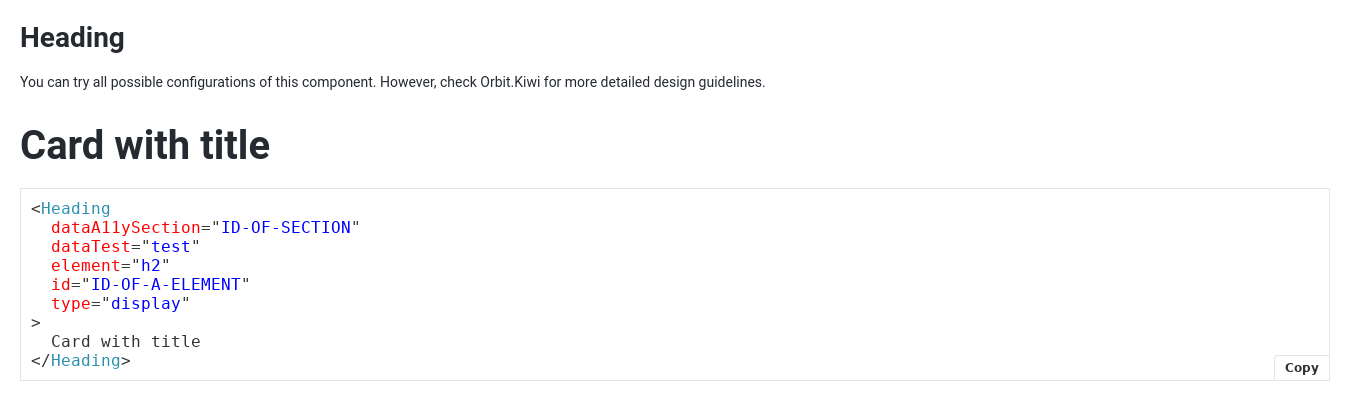 Heading
You can try all possible configurations of this component. However, check Orbit.Kiwi for more detailed design guidelines.
Card with title
<Heading
  dataA11ySection="ID-OF-SECTION"
  dataTest="test"
  element="h2"
  id="ID-OF-A-ELEMENT"
  type="display"
>
  Card with title
</Heading>
Copy